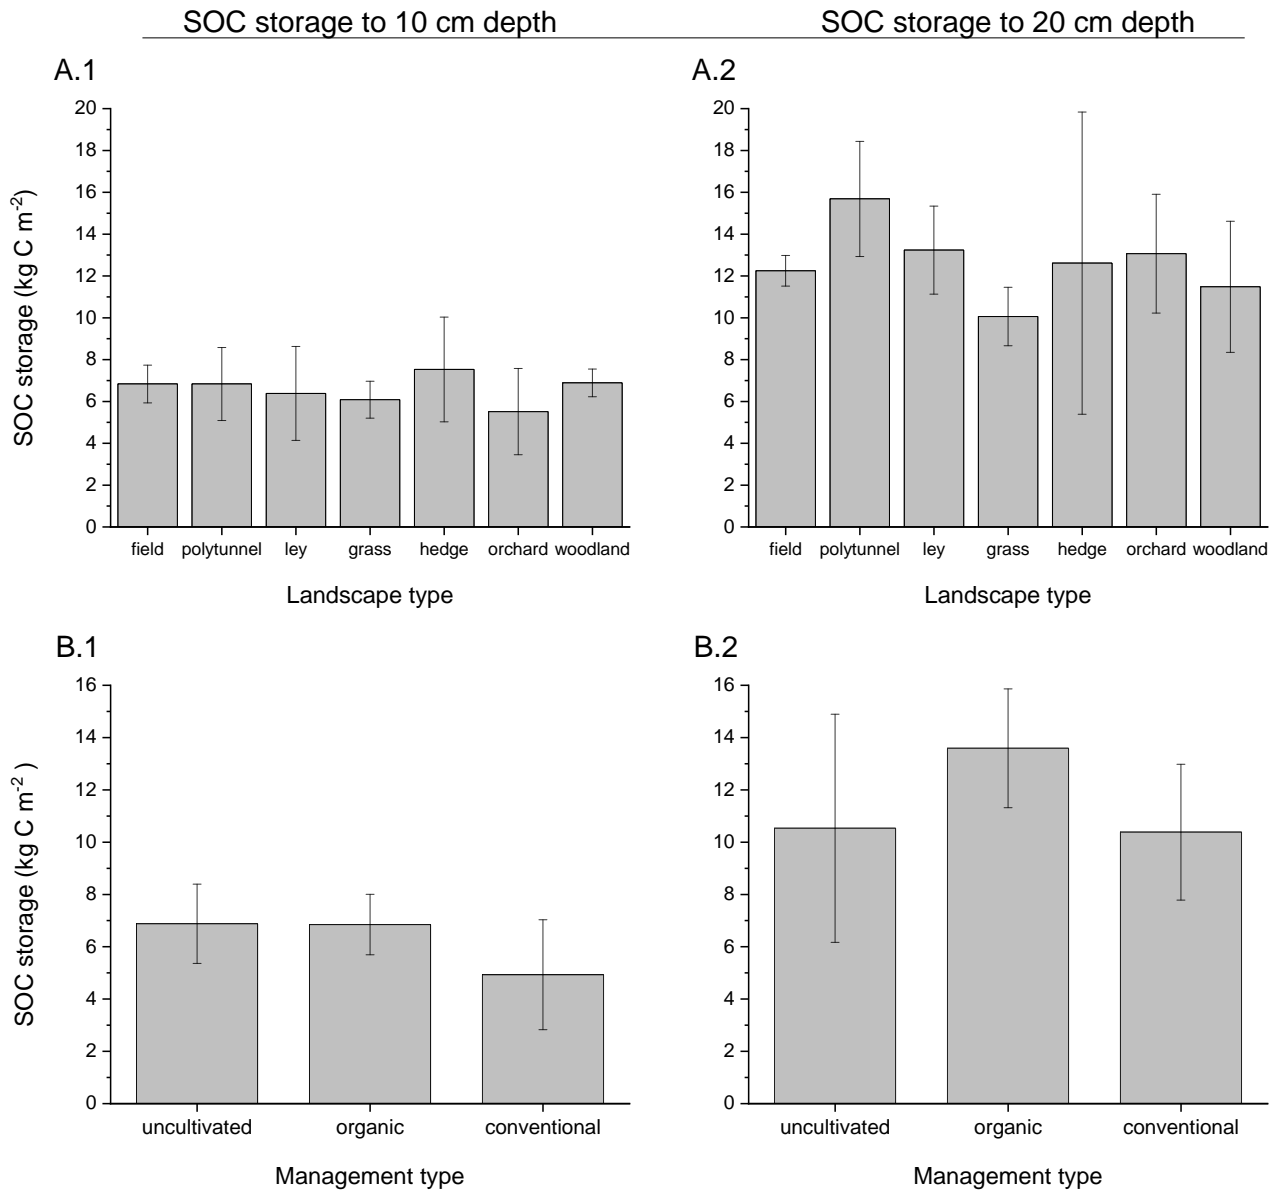 SOC storage to 10 cm depth
SOC storage to 20 cm depth
A.1
20
18
16
14
12
10
8
6
4
2
0
SOC storage (kg C m⁻²)
field polytunnel ley grass hedge orchard woodland
Landscape type
A.2
20
18
16
14
12
10
8
6
4
2
0
field polytunnel ley grass hedge orchard woodland
Landscape type
B.1
16
14
12
10
8
6
4
2
0
SOC storage (kg C m⁻² )
uncultivated organic conventional
Management type
B.2
16
14
12
10
8
6
4
2
0
uncultivated organic conventional
Management type